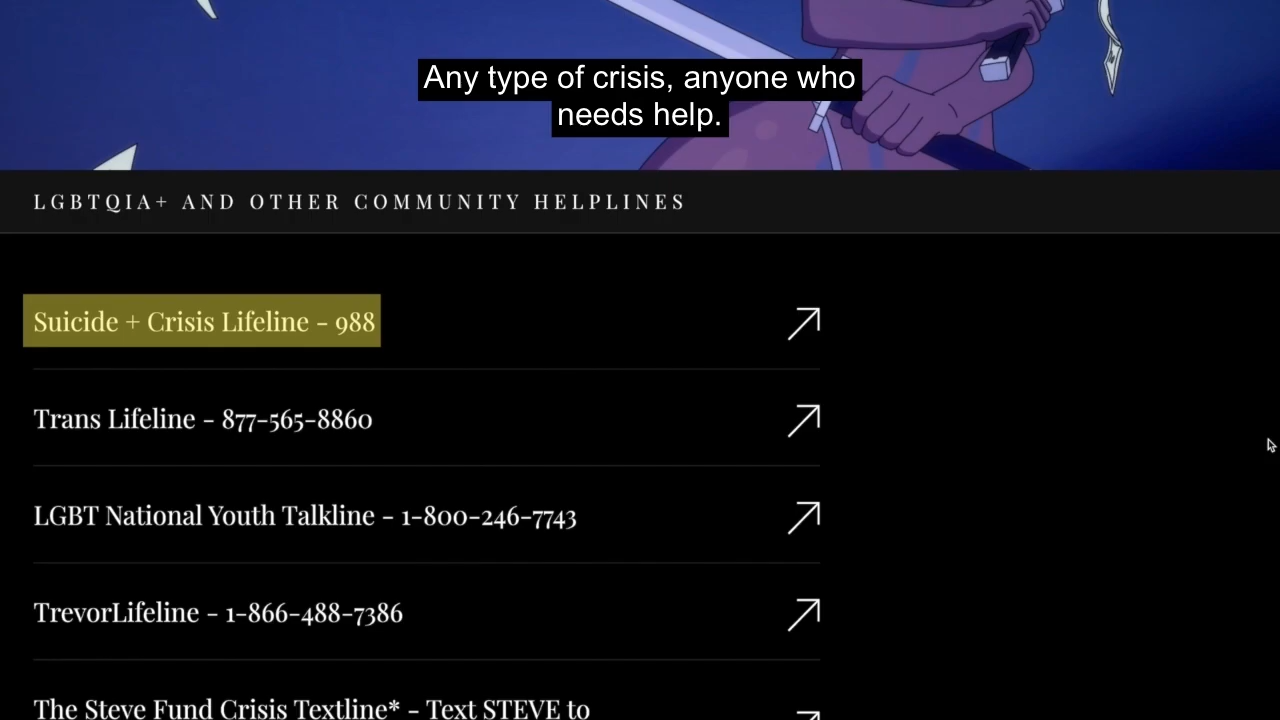 Any type of crisis, anyone who
needs help.
LGBTQIA+ AND OTHER COMMUNITY HELPLINES
Suicide + Crisis Lifeline - 988
Trans Lifeline - 877-565-8860
LGBT National Youth Talkline - 1-800-246-7743
TrevorLifeline - 1-866-488-7386
The Steve Fund Crisis Textline* - Text STEVE to